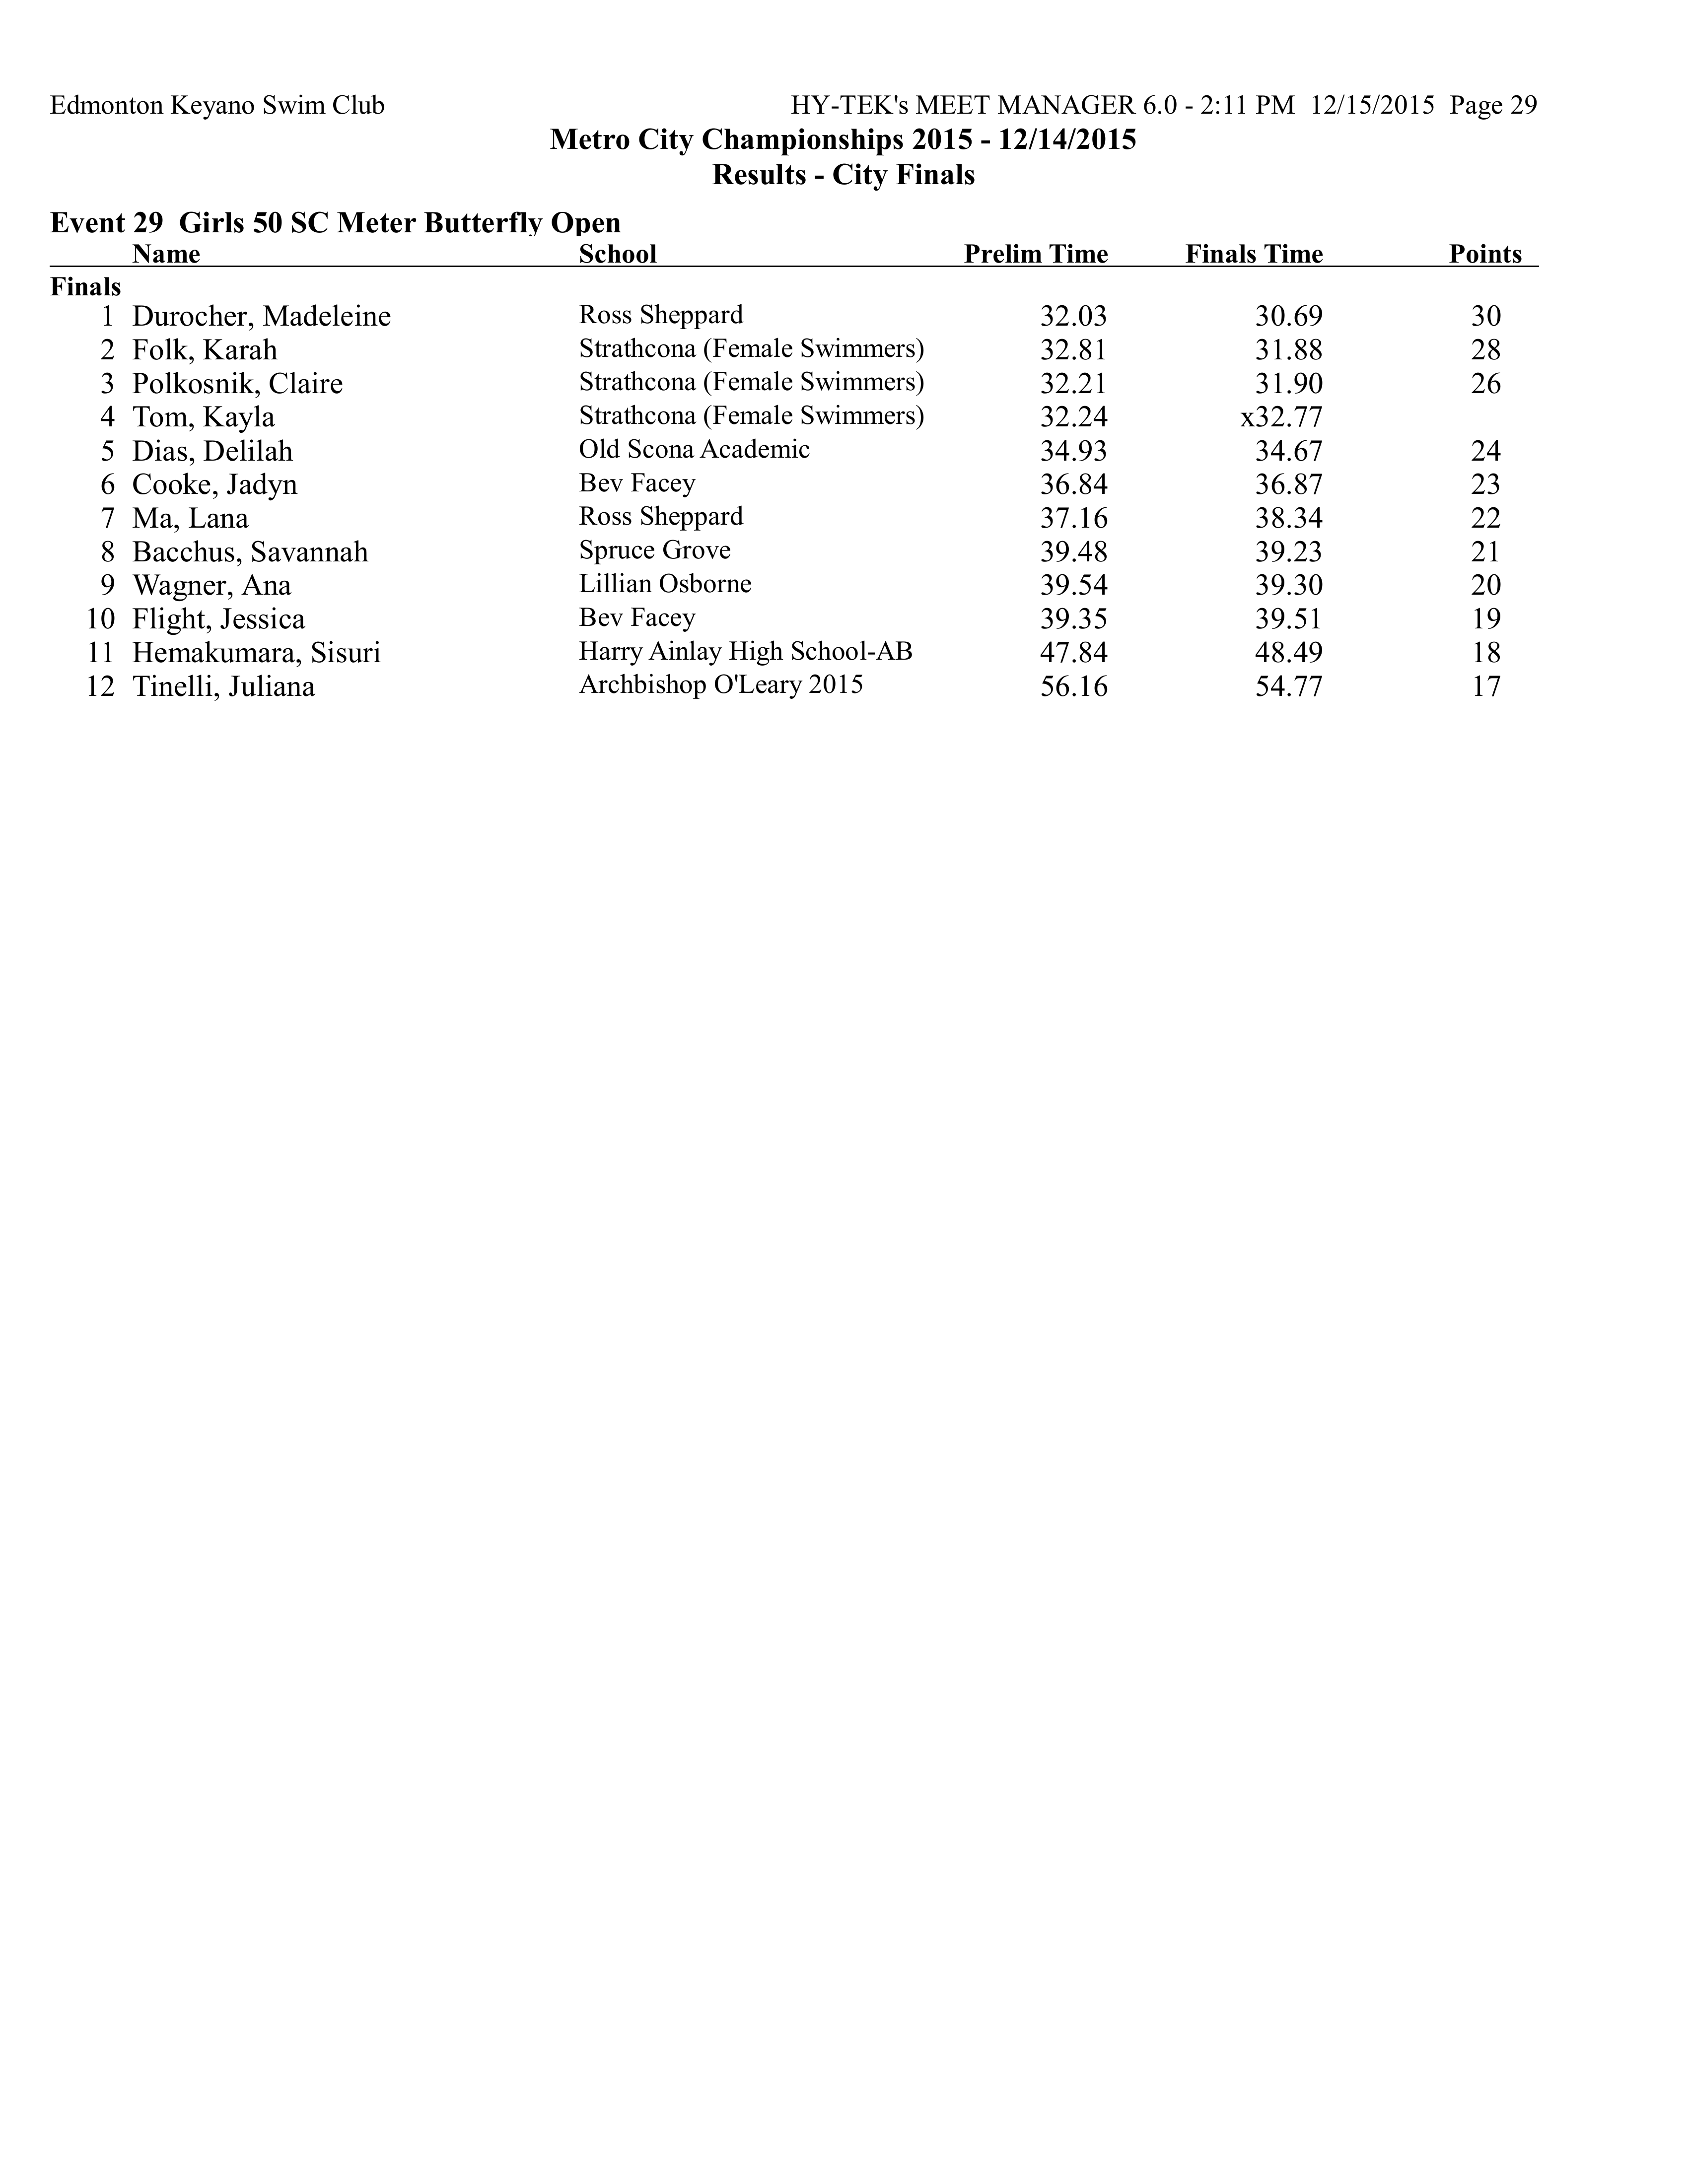 Edmonton Keyano Swim Club HY-TEK's MEET MANAGER 6.0 - 2:11 PM 12/15/2015 Page 29
Metro City Championships 2015 - 12/14/2015
Results - City Finals
Event 29 Girls 50 SC Meter Butterfly Open
Name School Prelim Time Finals Time Points
Finals
1 Durocher, Madeleine Ross Sheppard 32.03 30.69 30
2 Folk, Karah Strathcona (Female Swimmers) 32.81 31.88 28
3 Polkosnik, Claire Strathcona (Female Swimmers) 32.21 31.90 26
4 Tom, Kayla Strathcona (Female Swimmers) 32.24 x32.77
5 Dias, Delilah Old Scona Academic 34.93 34.67 24
6 Cooke, Jadyn Bev Facey 36.84 36.87 23
7 Ma, Lana Ross Sheppard 37.16 38.34 22
8 Bacchus, Savannah Spruce Grove 39.48 39.23 21
9 Wagner, Ana Lillian Osborne 39.54 39.30 20
10 Flight, Jessica Bev Facey 39.35 39.51 19
11 Hemakumara, Sisuri Harry Ainlay High School-AB 47.84 48.49 18
12 Tinelli, Juliana Archbishop O'Leary 2015 56.16 54.77 17